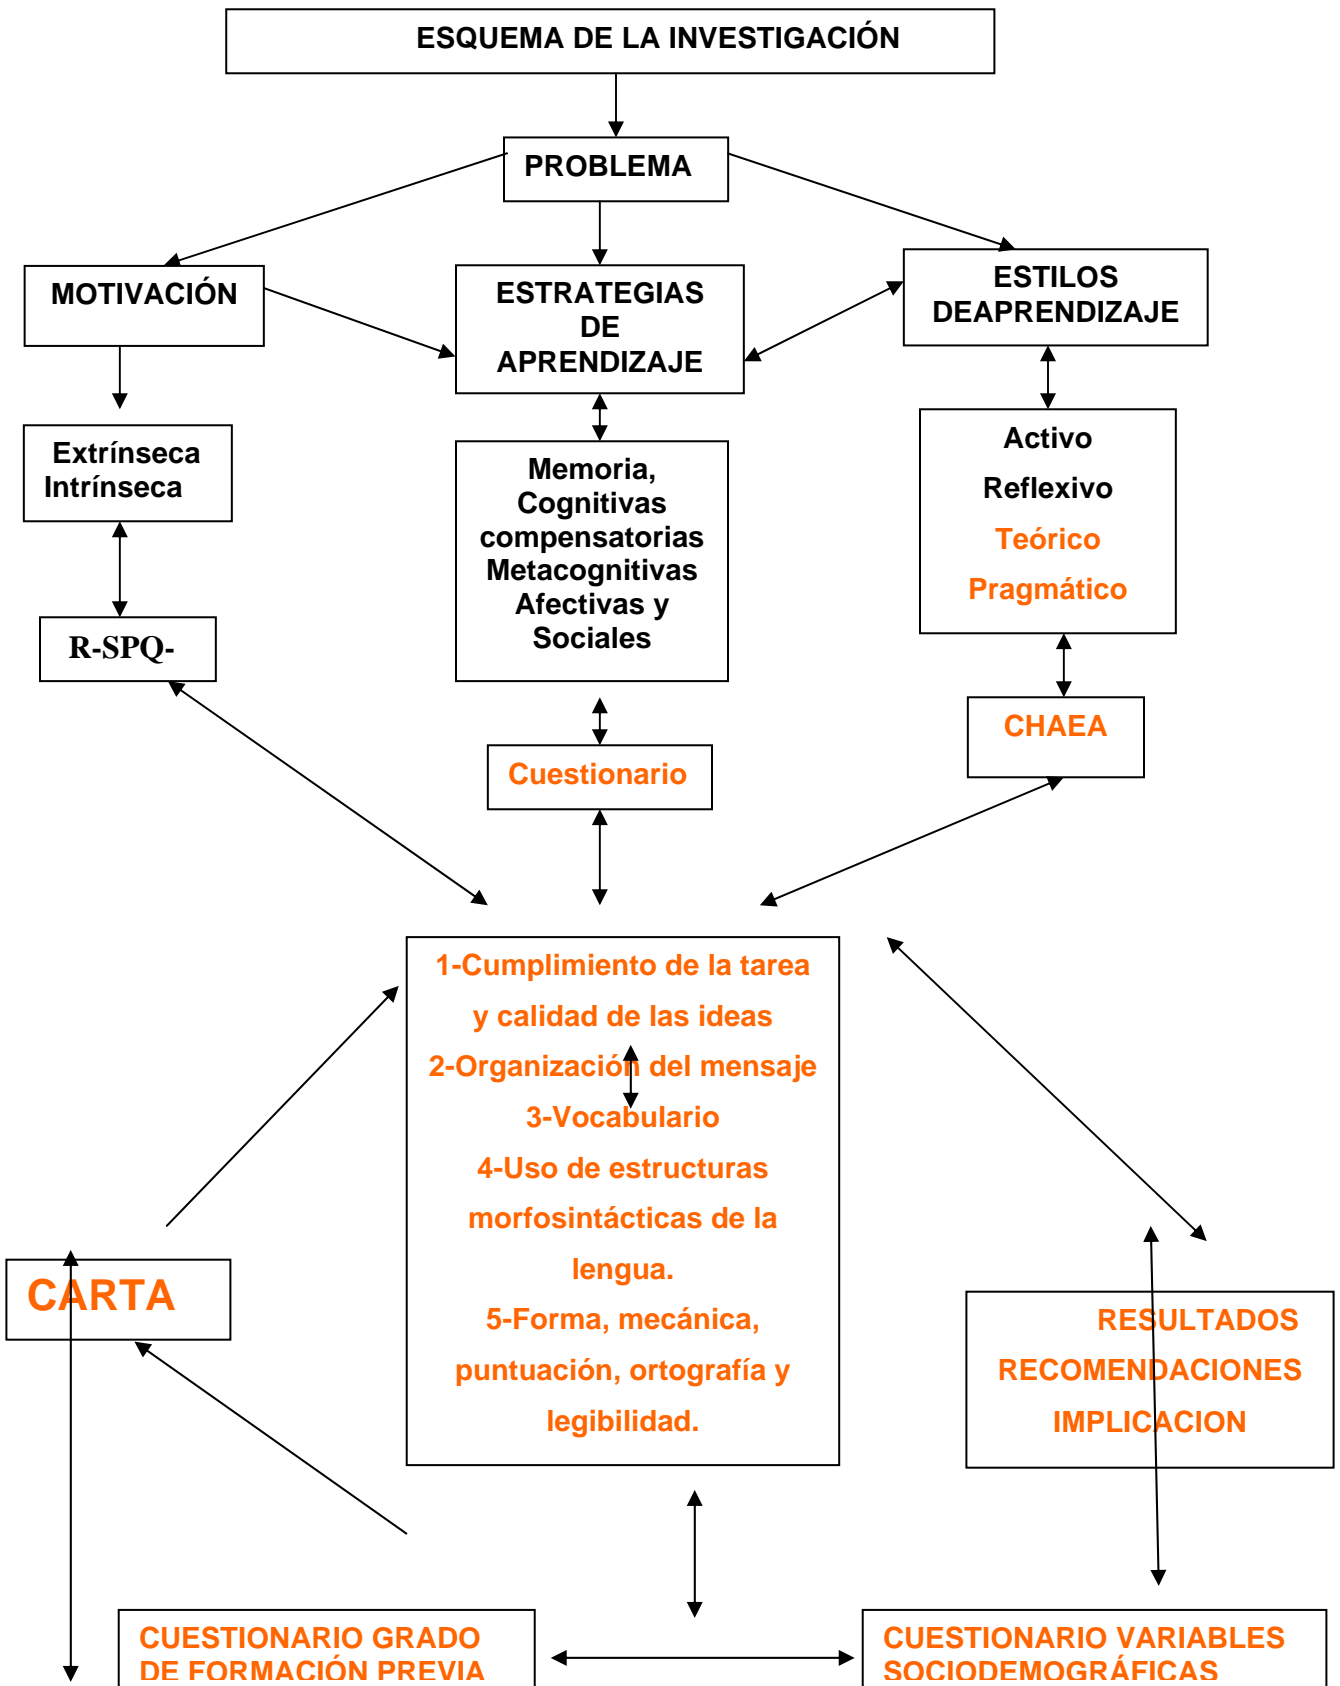 ESQUEMA DE LA INVESTIGACIÓN
PROBLEMA
MOTIVACIÓN
ESTRATEGIAS
DE
APRENDIZAJE
ESTILOS
DEAPRENDIZAJE
Extrínseca
Intrínseca
Memoria,
Cognitivas
compensatorias
Metacognitivas
Afectivas y
Sociales
Activo
Reflexivo
Teórico
Pragmático
R-SPQ-
Cuestionario
CHAEA
1-Cumplimiento de la tarea
y calidad de las ideas
2-Organización del mensaje
3-Vocabulario
4-Uso de estructuras
morfosintácticas de la
lengua.
5-Forma, mecánica,
puntuación, ortografía y
legibilidad.
CARTA
RESULTADOS
RECOMENDACIONES
IMPLICACION
CUESTIONARIO GRADO
DE FORMACIÓN PREVIA
CUESTIONARIO VARIABLES
SOCIODEMOGRÁFICAS